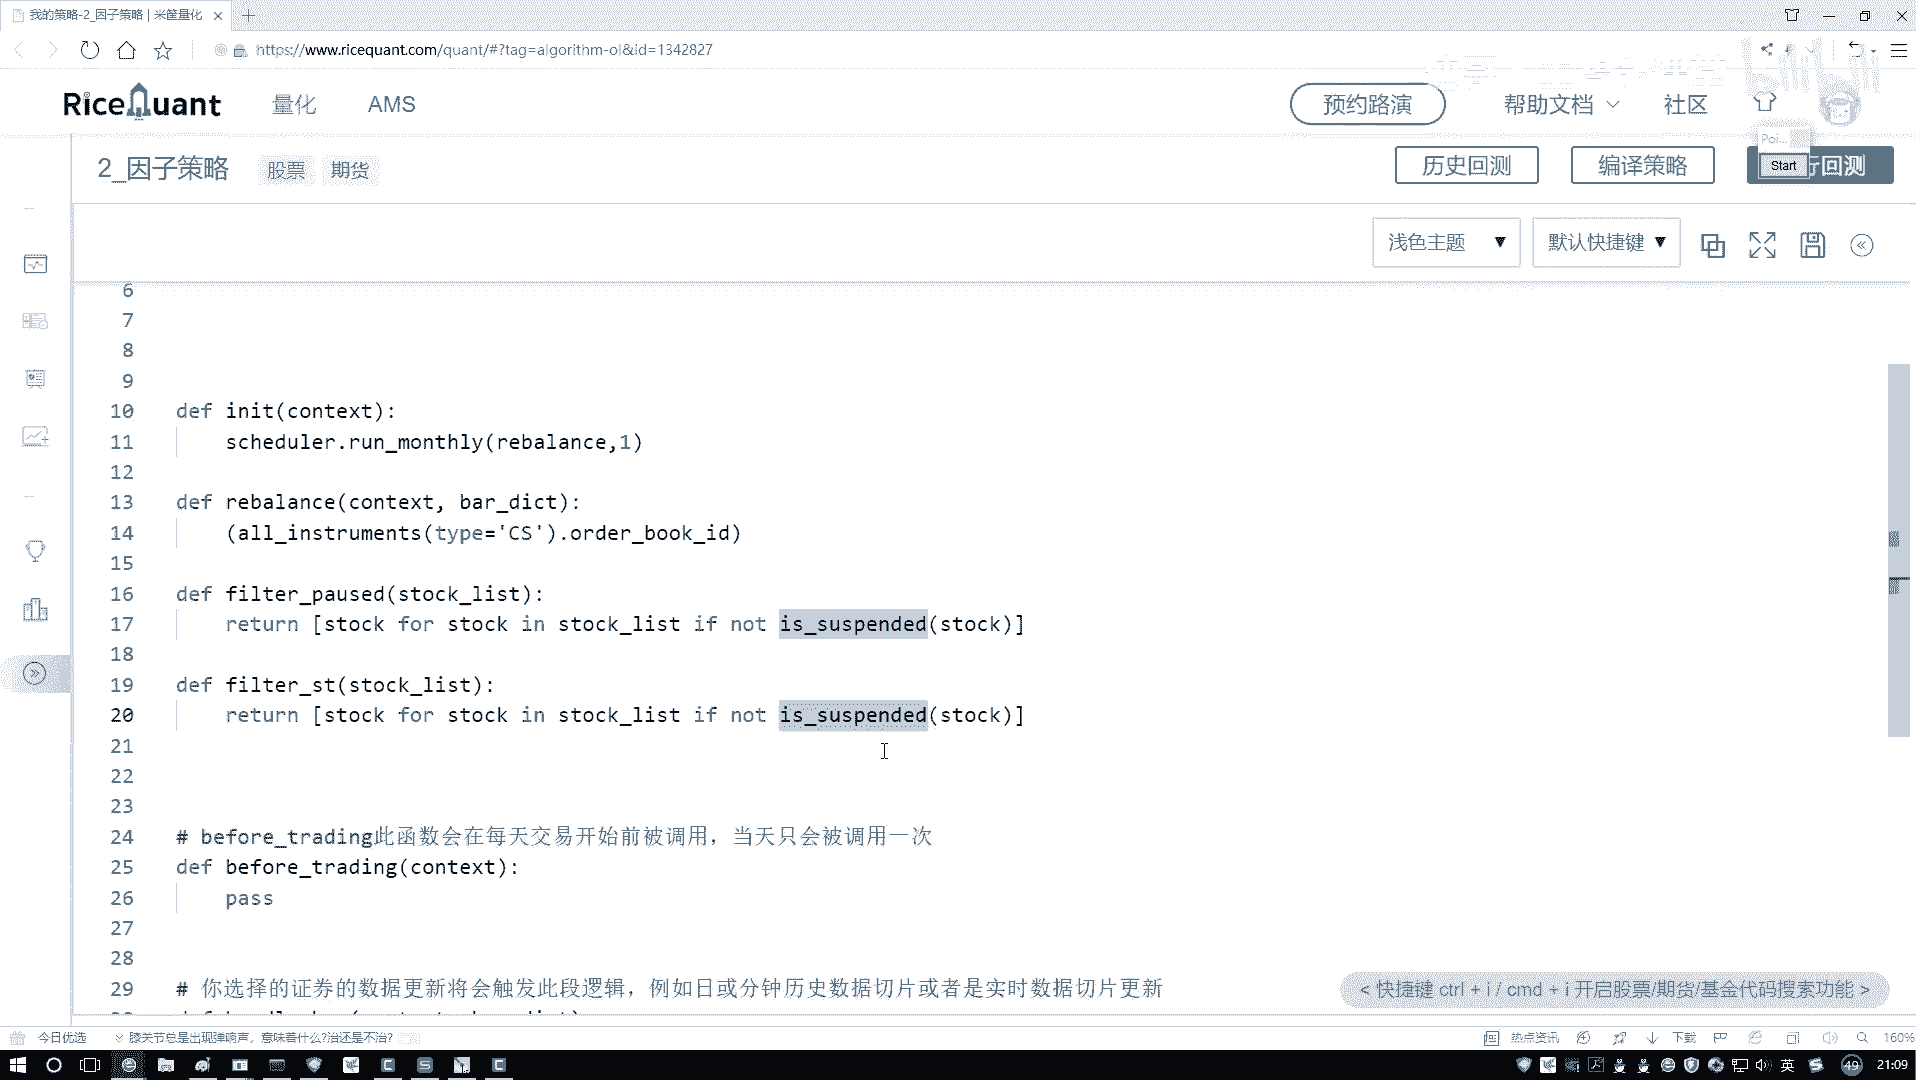 我的策略-2_因子策略 | 米筐量化
https://www.ricequant.com/quant/#?tag=algorithm-ol&id=1342827
RiceQuant 量化 AMS 预约路演 帮助文档 社区
Poi...
2_因子策略 股票 期货 历史回测 编译策略 Start 行回测
浅色主题 ▼ 默认快捷键 ▼
6
7
8
9
10 def init(context):
11 scheduler.run_monthly(rebalance,1)
12
13 def rebalance(context, bar_dict):
14 (all_instruments(type='CS').order_book_id)
15
16 def filter_paused(stock_list):
17 return [stock for stock in stock_list if not is_suspended(stock)]
18
19 def filter_st(stock_list):
20 return [stock for stock in stock_list if not is_suspended(stock)]
21
22
23
24 # before_trading此函数会在每天交易开始前被调用，当天只会被调用一次
25 def before_trading(context):
26 pass
27
28
29 # 你选择的证券的数据更新将会触发此段逻辑，例如日或分钟历史数据切片或者是实时数据切片更新
< 快捷键 ctrl + i / cmd + i 开启股票/期货/基金代码搜索功能 >
今日优选 膝关节总是出现弹响声，意味着什么?治还是不治? 热点资讯 下载 160%
英 49 21:09